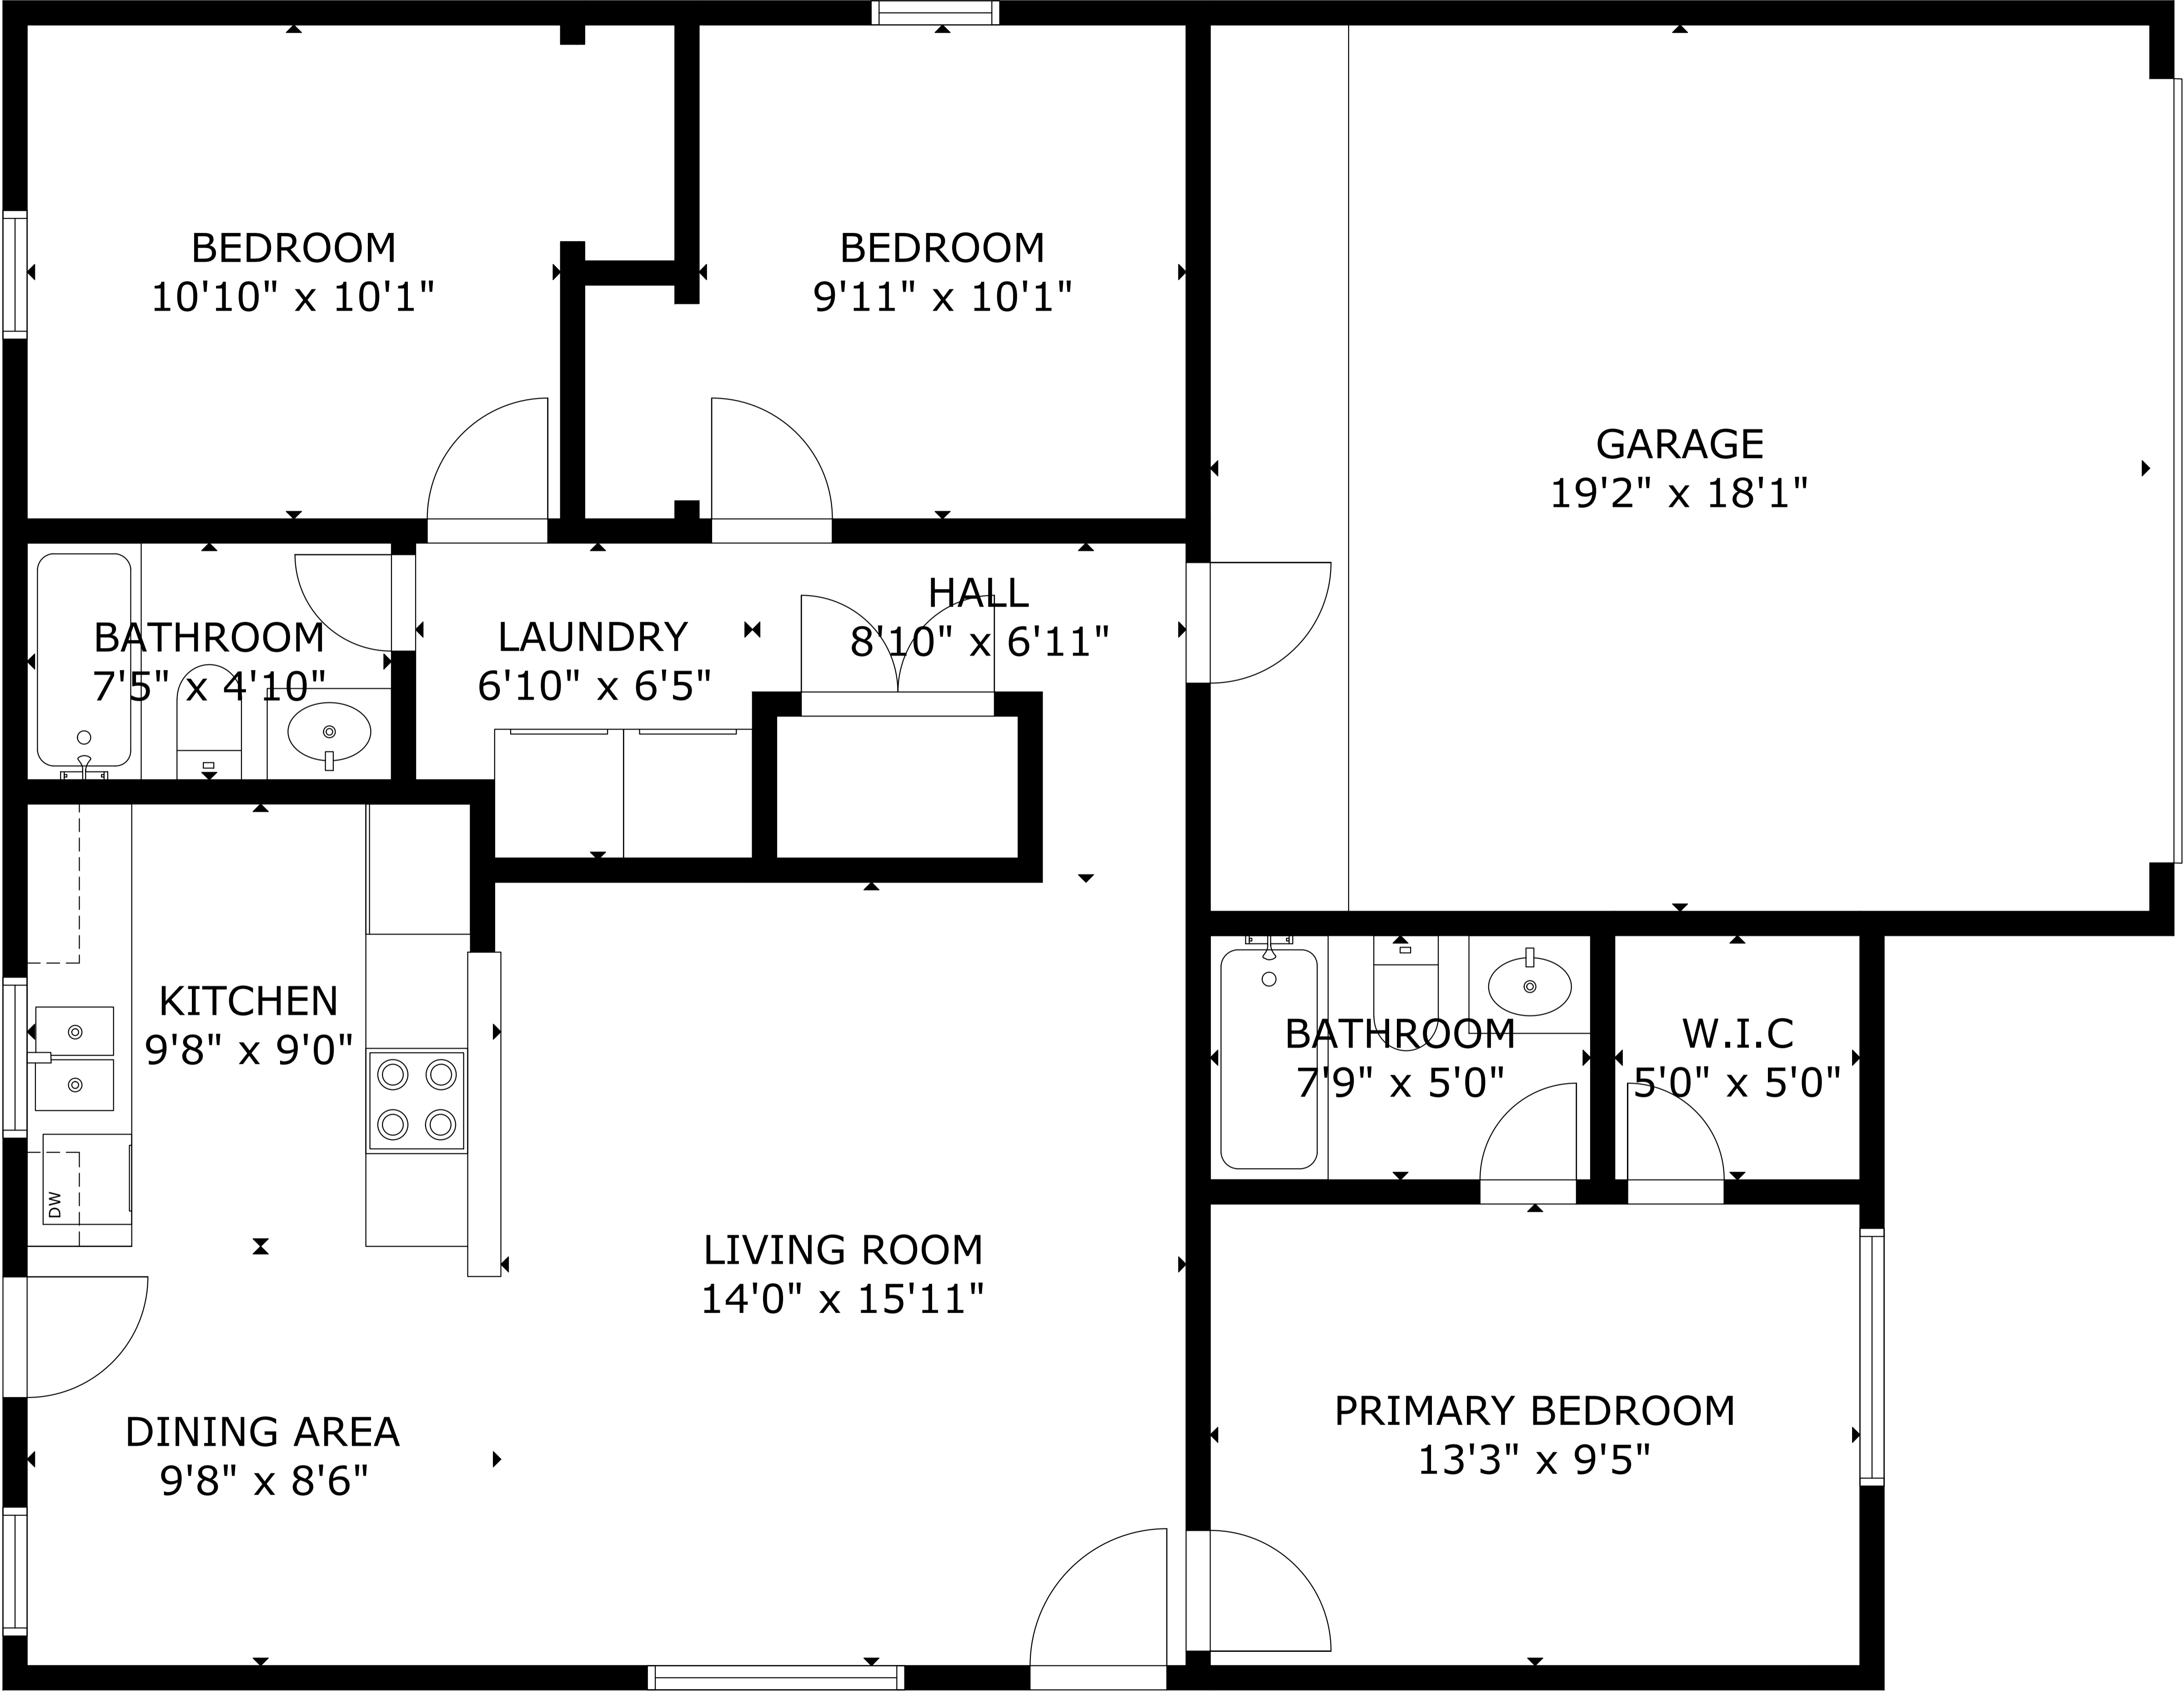 BEDROOM
10'10" x 10'1"
BEDROOM
9'11" x 10'1"
GARAGE
19'2" x 18'1"
HALL
8'10" x 6'11"
BATHROOM
7'5" x 4'10"
LAUNDRY
6'10" x 6'5"
KITCHEN
9'8" x 9'0"
DW
BATHROOM
7'9" x 5'0"
W.I.C
5'0" x 5'0"
LIVING ROOM
14'0" x 15'11"
PRIMARY BEDROOM
13'3" x 9'5"
DINING AREA
9'8" x 8'6"